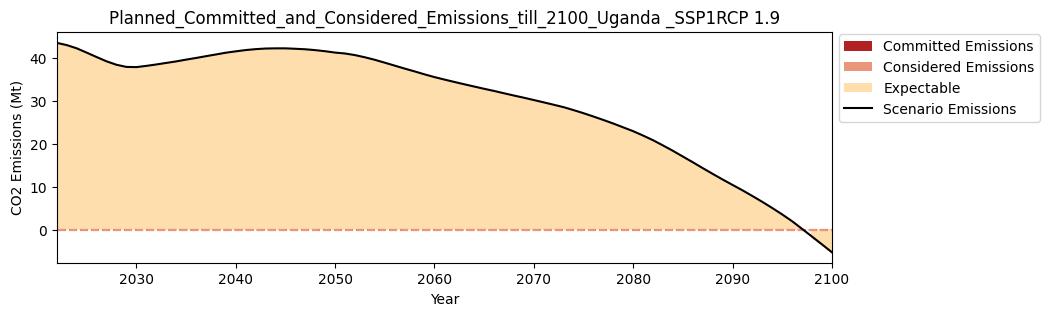 Planned_Committed_and_Considered_Emissions_till_2100_Uganda _SSP1RCP 1.9
Committed Emissions
Considered Emissions
Expectable
Scenario Emissions
CO2 Emissions (Mt)
40
30
20
10
0
2030 2040 2050 2060 2070 2080 2090 2100
Year